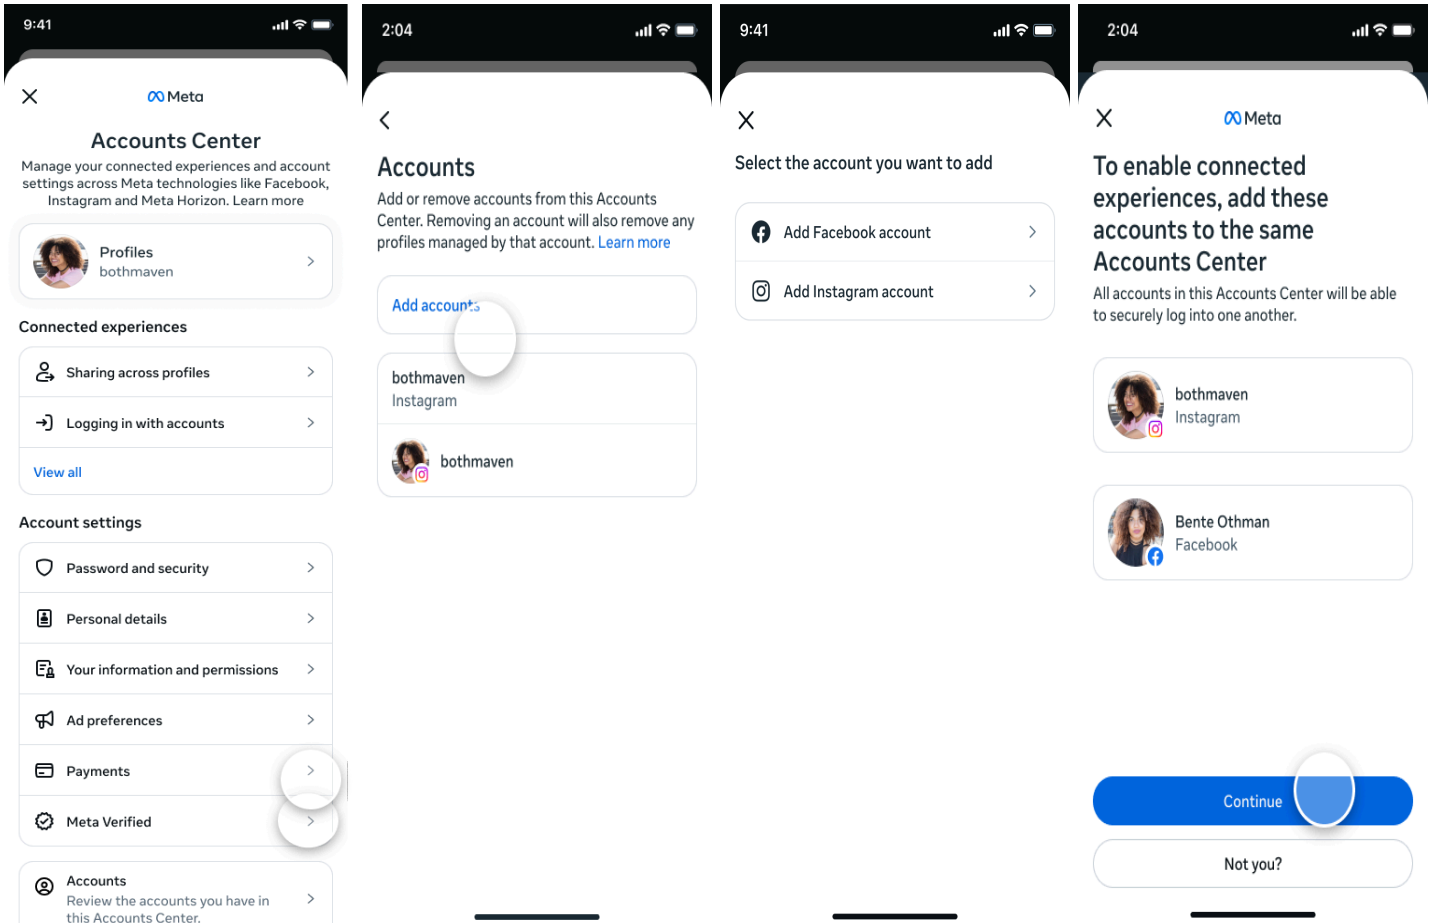 9:41
Meta
Accounts Center
Manage your connected experiences and account
settings across Meta technologies like Facebook,
Instagram and Meta Horizon. Learn more
Profiles
bothmaven
Connected experiences
Sharing across profiles
Logging in with accounts
View all
Account settings
Password and security
Personal details
Your information and permissions
Ad preferences
Payments
Meta Verified
Accounts
Review the accounts you have in
this Accounts Center.
2:04
Accounts
Add or remove accounts from this Accounts
Center. Removing an account will also remove any
profiles managed by that account. Learn more
Add accounts
bothmaven
Instagram
bothmaven
9:41
Select the account you want to add
Add Facebook account
Add Instagram account
2:04
Meta
To enable connected
experiences, add these
accounts to the same
Accounts Center
All accounts in this Accounts Center will be able
to securely log into one another.
bothmaven
Instagram
Bente Othman
Facebook
Continue
Not you?